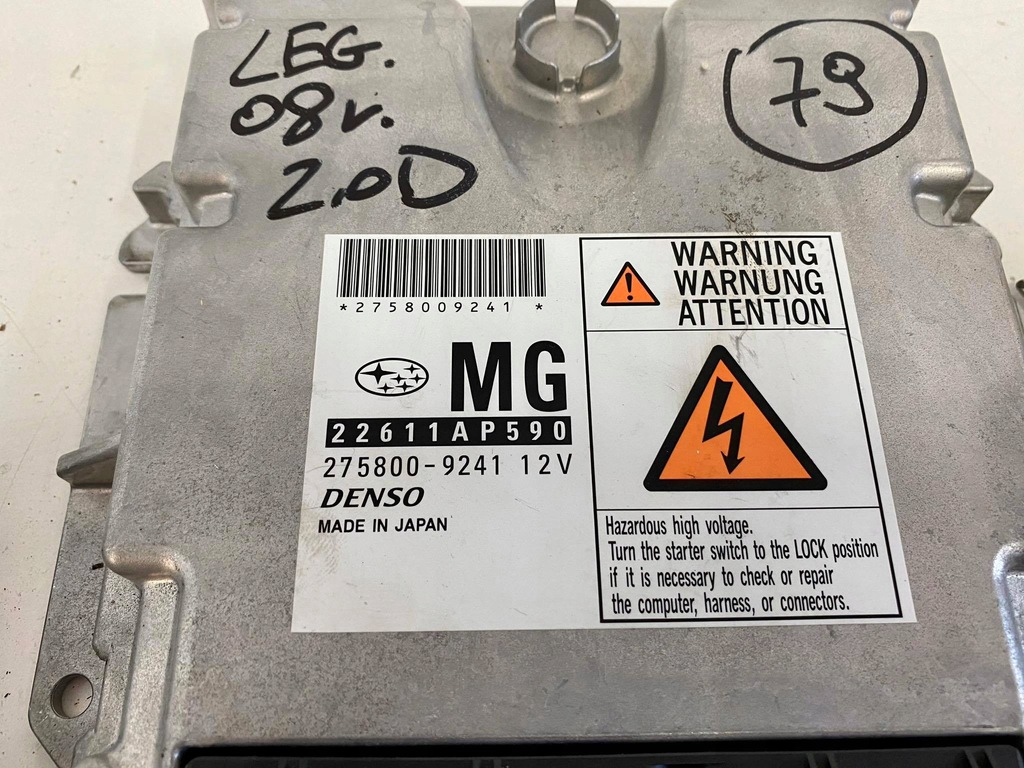 LEG.
08r.
2.0D
79
*2758009241 *
MG
22611AP590
275800-9241 12V
DENSO
MADE IN JAPAN
WARNING
WARNUNG
ATTENTION
Hazardous high voltage.
Turn the starter switch to the LOCK position
if it is necessary to check or repair
the computer, harness, or connectors.